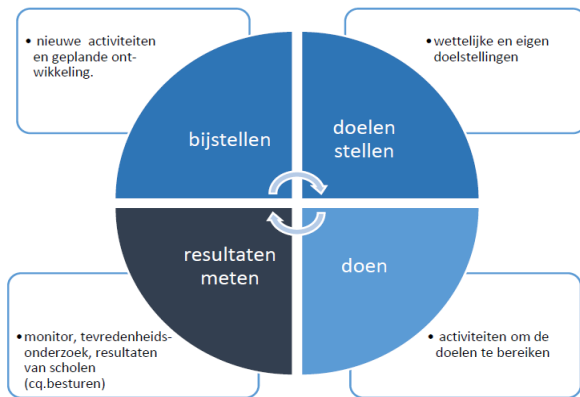 • nieuwe activiteiten
en geplande ont-
wikkeling.
• wettelijke en eigen
doelstellingen
bijstellen
doelen
stellen
resultaten
meten
doen
• monitor, tevredenheids-
onderzoek, resultaten
van scholen
(cq.besturen)
• activiteiten om de
doelen te bereiken